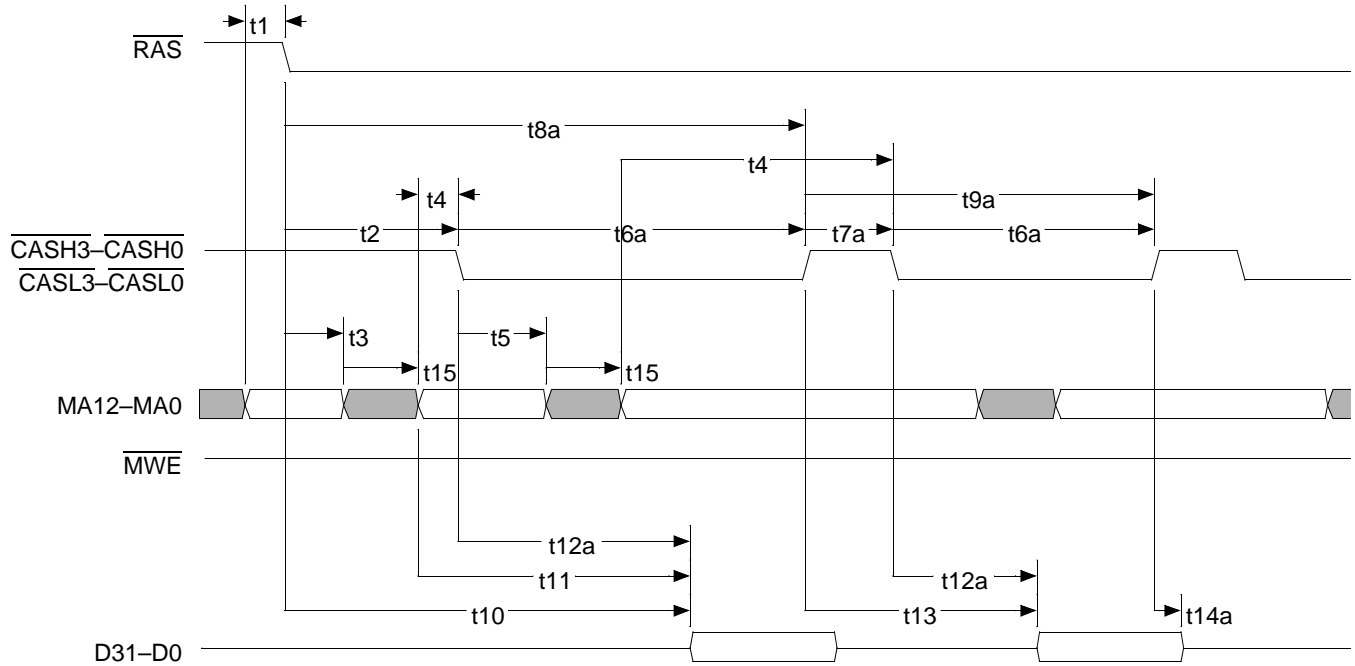 t1
RAS
t8a
t4
t4
t9a
t2
t6a
t7a
t6a
CASH3–CASH0
CASL3–CASL0
t3
t5
t15
t15
MA12–MA0
MWE
t12a
t11
t12a
t10
t13
t14a
D31–D0